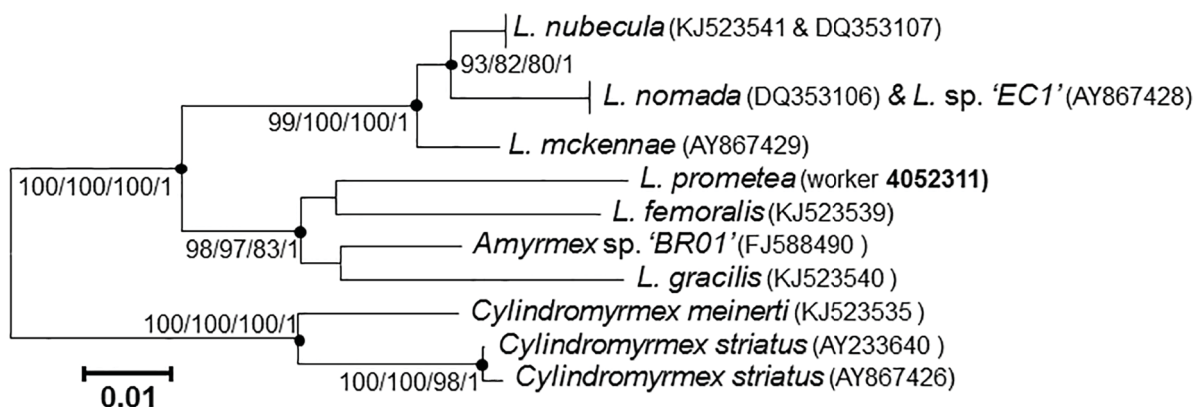 L. nubecula (KJ523541 & DQ353107)
93/82/80/1
L. nomada (DQ353106) & L. sp. ‘EC1’ (AY867428)
99/100/100/1
L. mckennae (AY867429)
100/100/100/1
L. prometea (worker 4052311)
L. femoralis (KJ523539)
98/97/83/1
Amyrmex sp. ‘BR01’ (FJ588490 )
L. gracilis (KJ523540 )
Cylindromyrmex meinerti (KJ523535 )
100/100/100/1
Cylindromyrmex striatus (AY233640 )
100/100/98/1
Cylindromyrmex striatus (AY867426)
0.01